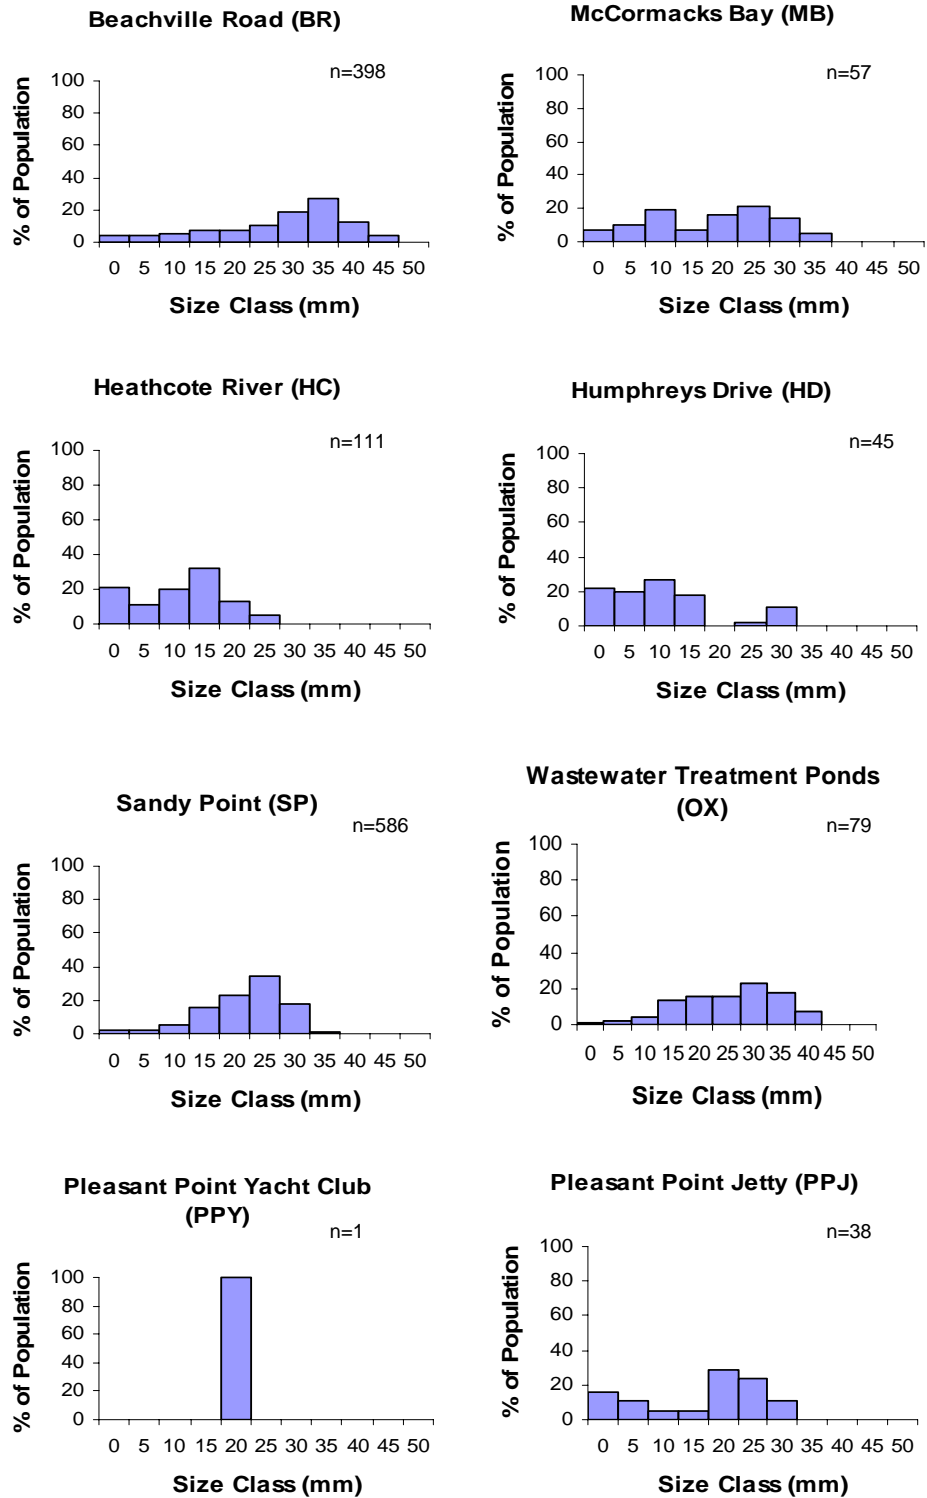 Beachville Road (BR)
n=398
% of Population
100
80
60
40
20
0
0 5 10 15 20 25 30 35 40 45 50
Size Class (mm)
McCormacks Bay (MB)
n=57
% of Population
100
80
60
40
20
0
0 5 10 15 20 25 30 35 40 45 50
Size Class (mm)
Heathcote River (HC)
n=111
% of Population
100
80
60
40
20
0
0 5 10 15 20 25 30 35 40 45 50
Size Class (mm)
Humphreys Drive (HD)
n=45
% of Population
100
80
60
40
20
0
0 5 10 15 20 25 30 35 40 45 50
Size Class (mm)
Sandy Point (SP)
n=586
% of Population
100
80
60
40
20
0
0 5 10 15 20 25 30 35 40 45 50
Size Class (mm)
Wastewater Treatment Ponds
(OX)
n=79
% of Population
100
80
60
40
20
0
0 5 10 15 20 25 30 35 40 45 50
Size Class (mm)
Pleasant Point Yacht Club
(PPY)
n=1
% of Population
100
80
60
40
20
0
0 5 10 15 20 25 30 35 40 45 50
Size Class (mm)
Pleasant Point Jetty (PPJ)
n=38
% of Population
100
80
60
40
20
0
0 5 10 15 20 25 30 35 40 45 50
Size Class (mm)